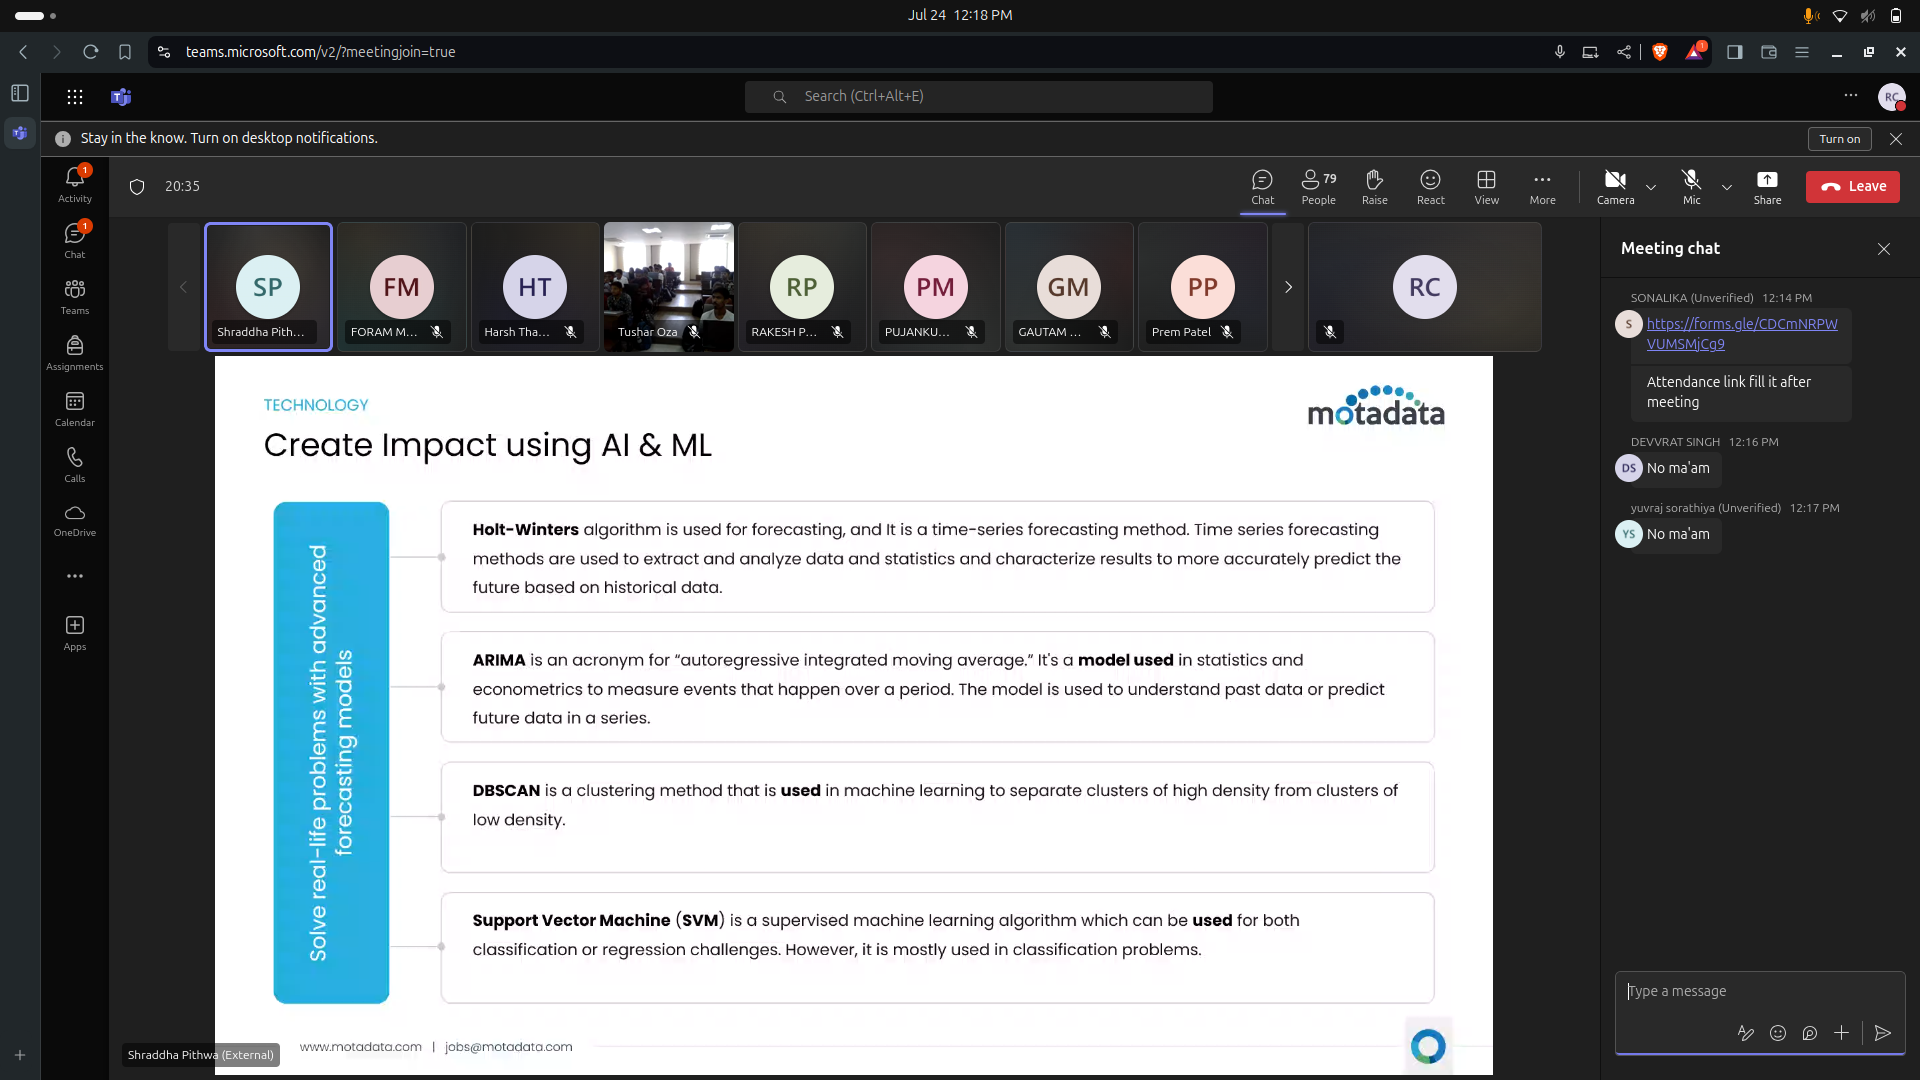 Jul 24 12:18 PM
teams.microsoft.com/v2/?meetingjoin=true
1
Search (Ctrl+Alt+E)
RC
Stay in the know. Turn on desktop notifications.
Turn on
1
Activity
1
Chat
Teams
Assignments
Calendar
Calls
OneDrive
Apps
20:35
Chat
79
People
Raise
React
View
More
Camera
Mic
Share
Leave
SP
Shraddha Pith...
FM
FORAM M...
HT
Harsh Tha...
Tushar Oza
RP
RAKESH P...
PM
PUJANKU...
GM
GAUTAM ...
PP
Prem Patel
RC
TECHNOLOGY
Create Impact using AI & ML
motadata
Solve real-life problems with advanced
forecasting models
Holt-Winters algorithm is used for forecasting, and It is a time-series forecasting method. Time series forecasting
methods are used to extract and analyze data and statistics and characterize results to more accurately predict the
future based on historical data.
ARIMA is an acronym for “autoregressive integrated moving average.” It's a model used in statistics and
econometrics to measure events that happen over a period. The model is used to understand past data or predict
future data in a series.
DBSCAN is a clustering method that is used in machine learning to separate clusters of high density from clusters of
low density.
Support Vector Machine (SVM) is a supervised machine learning algorithm which can be used for both
classification or regression challenges. However, it is mostly used in classification problems.
www.motadata.com | jobs@motadata.com
Shraddha Pithwa (External)
Meeting chat
SONALIKA (Unverified) 12:14 PM
S
https://forms.gle/CDCmNRPW
VUMSMjCg9
Attendance link fill it after
meeting
DEVVRAT SINGH 12:16 PM
DS
No ma'am
yuvraj sorathiya (Unverified) 12:17 PM
YS
No ma'am
Type a message